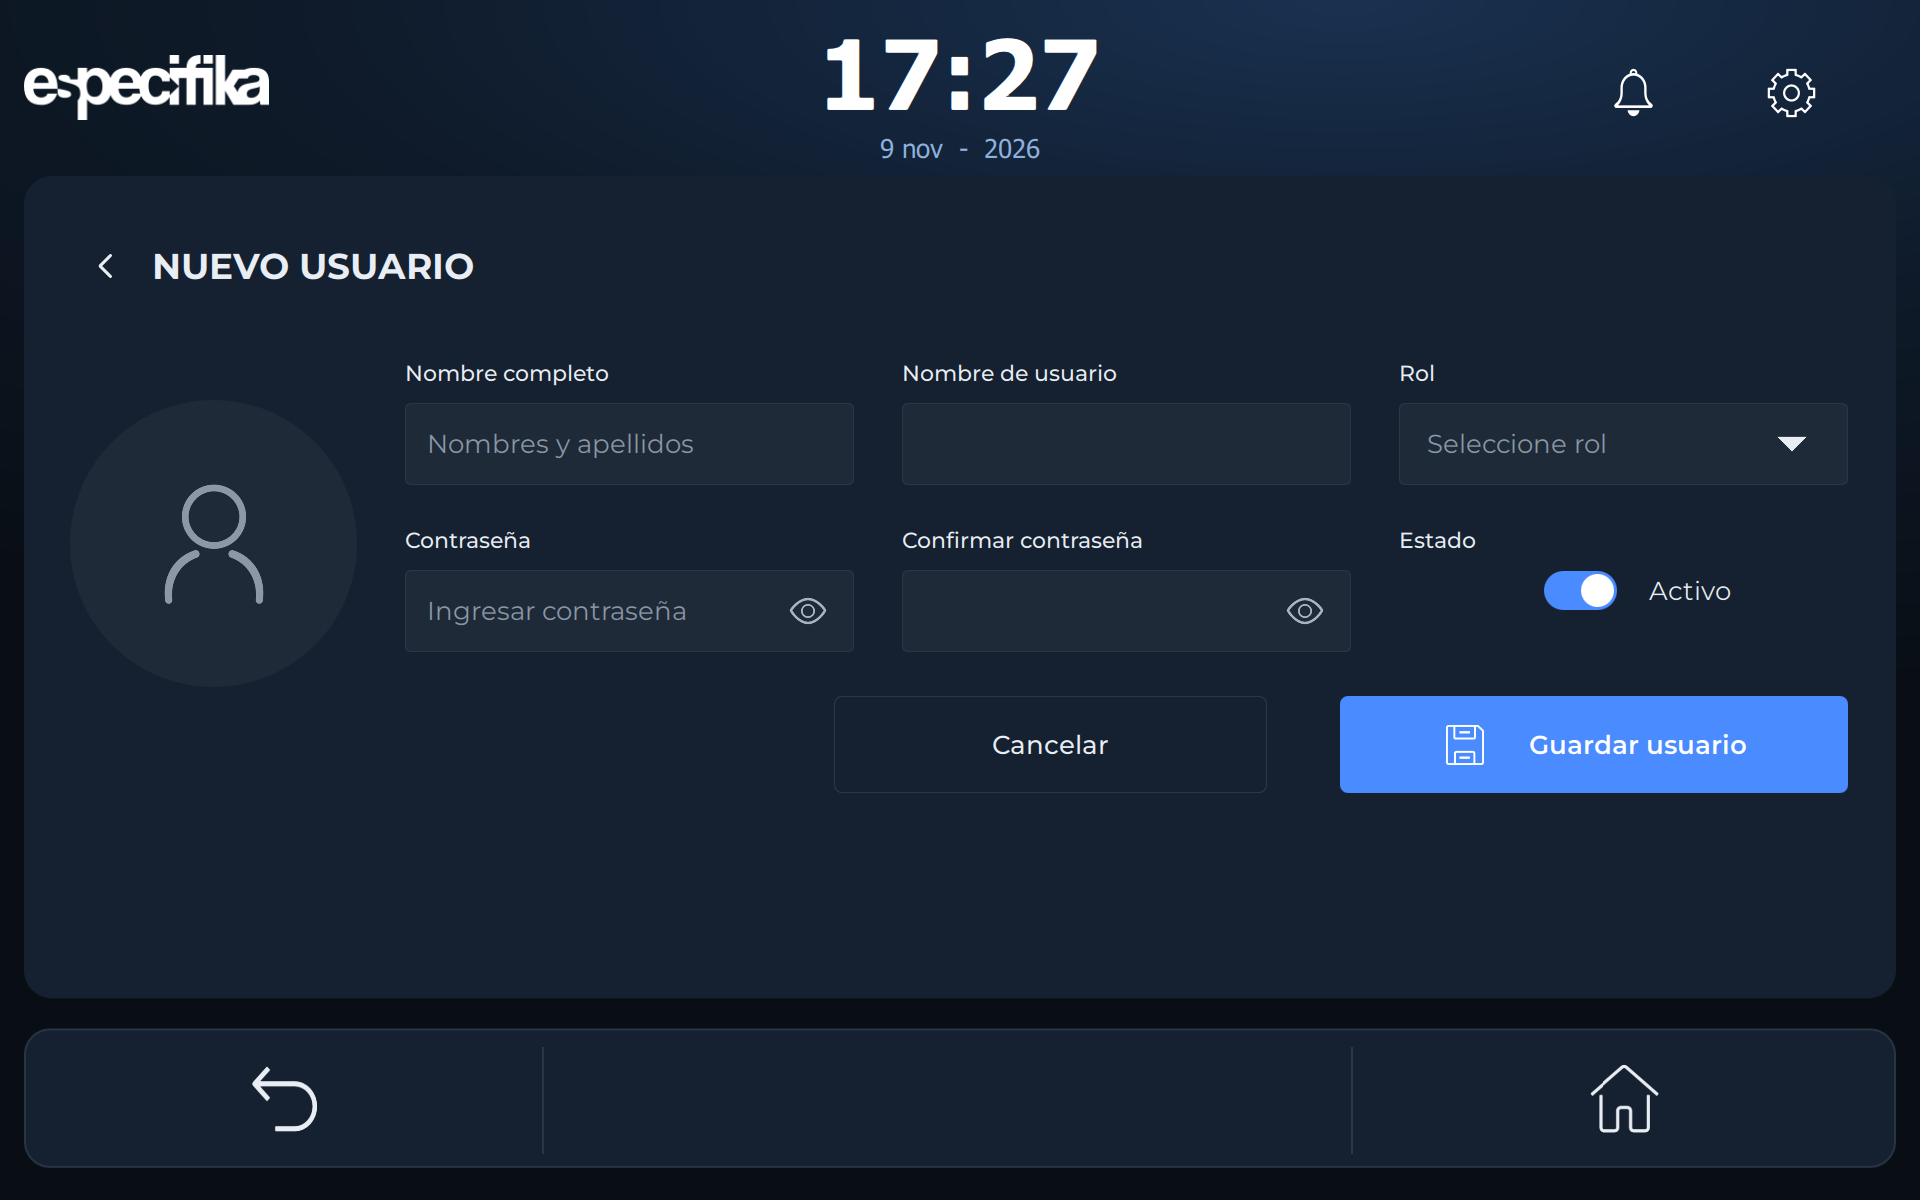 especifika
17:27
9 nov - 2026
NUEVO USUARIO
Nombre completo
Nombre de usuario
Rol
Nombres y apellidos
Seleccione rol
Contraseña
Confirmar contraseña
Estado
Ingresar contraseña
Activo
Cancelar
Guardar usuario